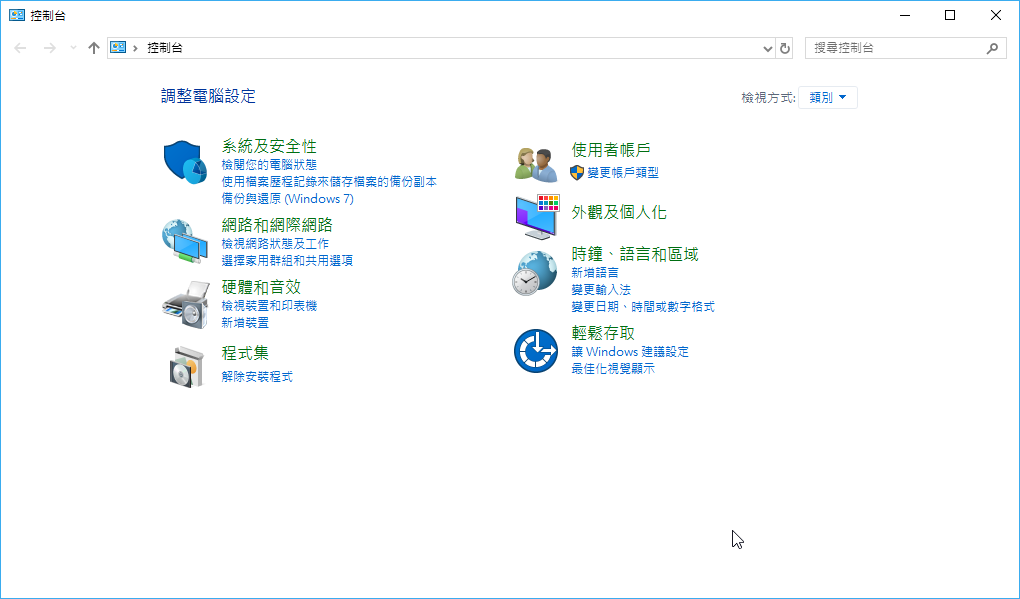 控制台
控制台
搜尋控制台
調整電腦設定
檢視方式: 類別
系統及安全性
檢閱您的電腦狀態
使用檔案歷程記錄來儲存檔案的備份副本
備份與還原 (Windows 7)
網路和網際網路
檢視網路狀態及工作
選擇家用群組和共用選項
硬體和音效
檢視裝置和印表機
新增裝置
程式集
解除安裝程式
使用者帳戶
變更帳戶類型
外觀及個人化
時鐘、語言和區域
新增語言
變更輸入法
變更日期、時間或數字格式
輕鬆存取
讓 Windows 建議設定
最佳化視覺顯示